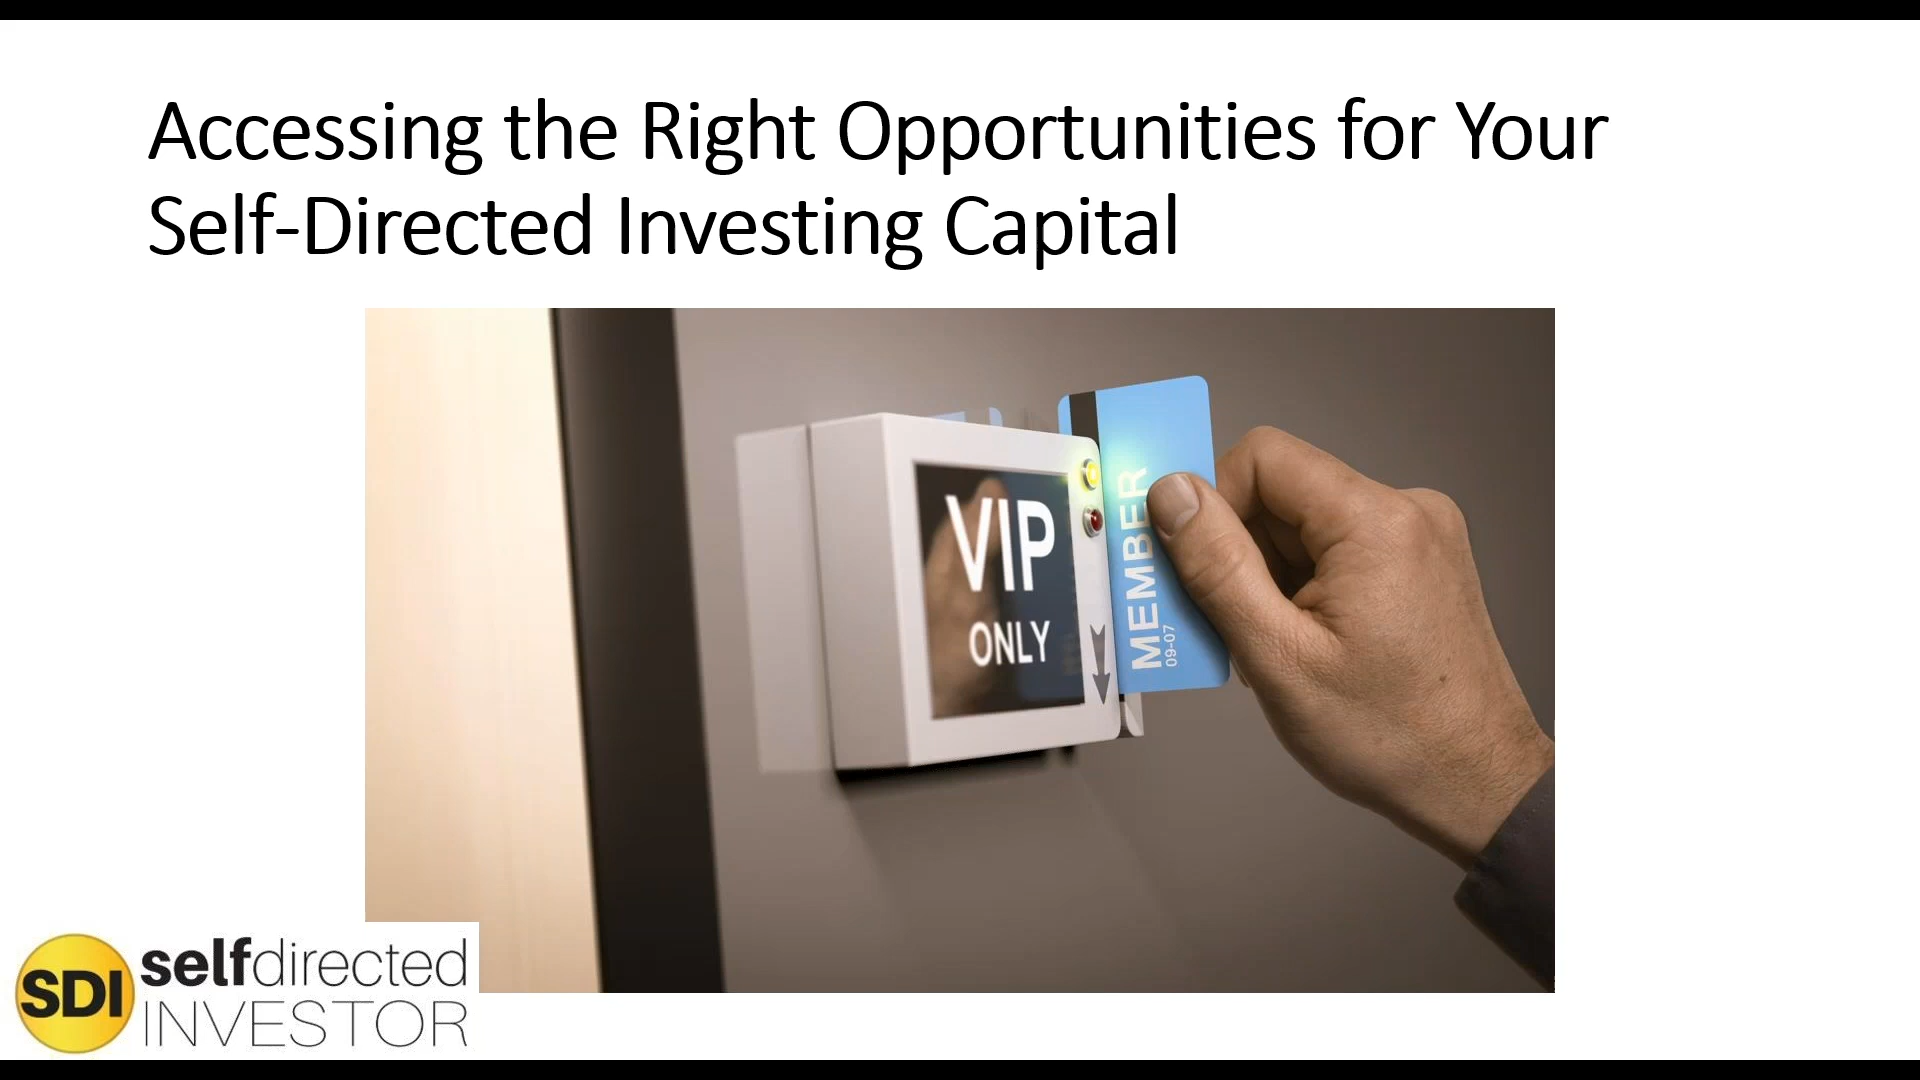 Accessing the Right Opportunities for Your
Self-Directed Investing Capital
VIP
ONLY
MEMBER
09-07
SDI
selfdirected
INVESTOR